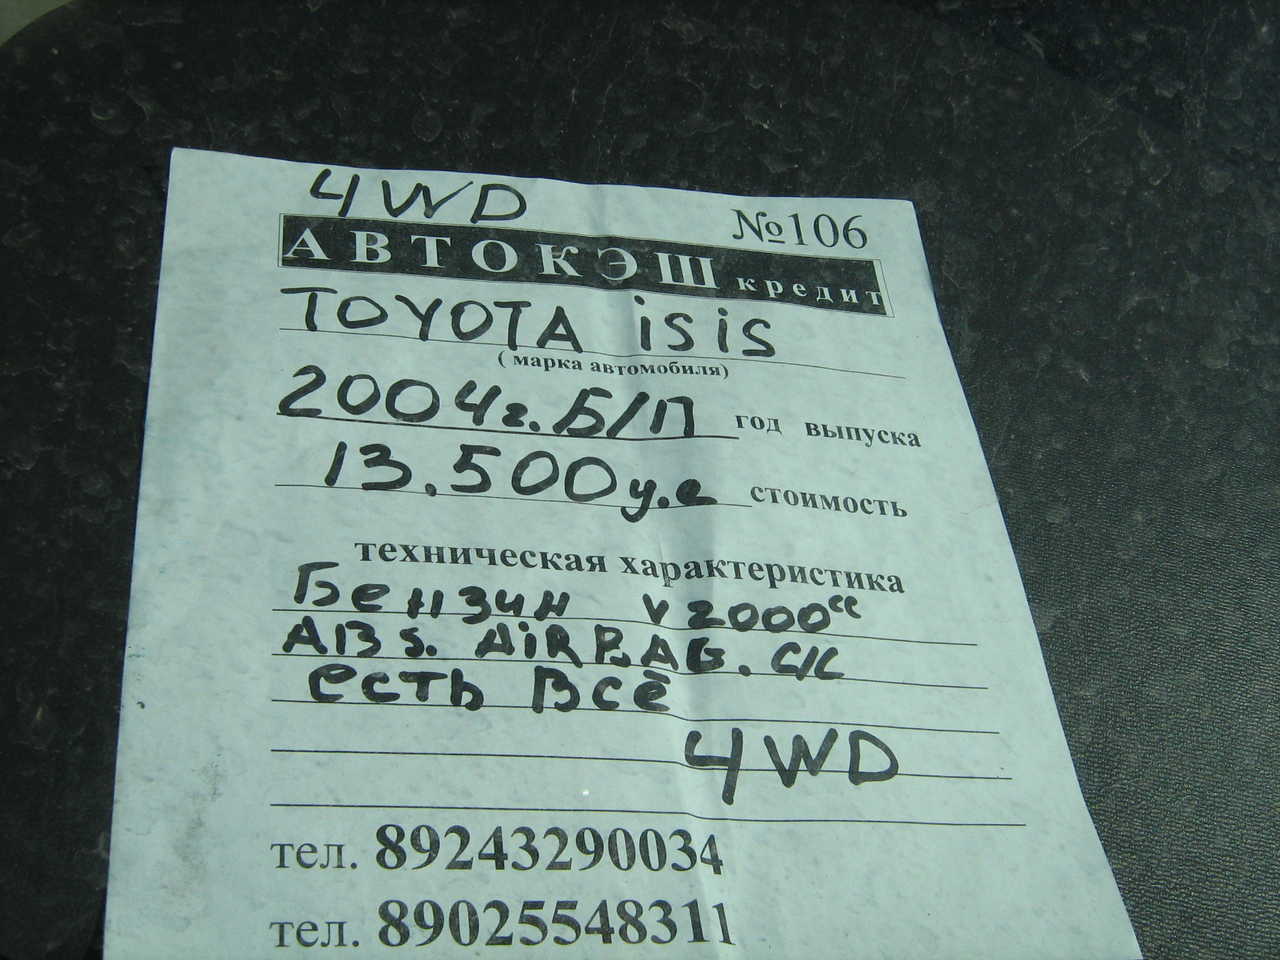 4WD
№106
АВТОКЭШ кредит
TOYOTA isis
( марка автомобиля)
2004г. Б/П год выпуска
13.500 у.е стоимость
техническая характеристика
Бензин V 2000cc
ABS. AiRBAG. С/С
есть всё
4WD
тел. 89243290034
тел. 89025548311